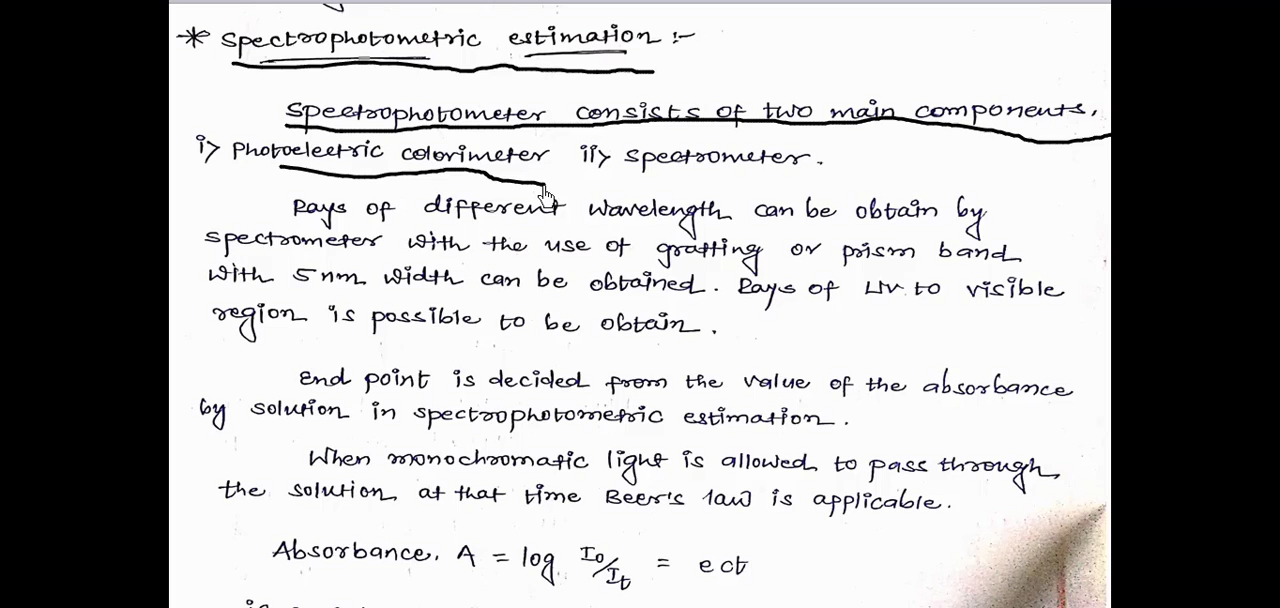 * Spectrophotometric estimation :-
Spectrophotometer consists of two main components.
i> Photoelectric colorimeter ii> Spectrometer.
Rays of different wavelength can be obtain by
spectrometer with the use of gratting or prism band
with 5 nm width can be obtained. Rays of UV. to visible
region is possible to be obtain.
End point is decided from the value of the absorbance
by solution in spectrophotometric estimation.
When monochromatic light is allowed to pass through
the solution at that time Beer's law is applicable.
Absorbance, A = log I₀/Iₜ = ect